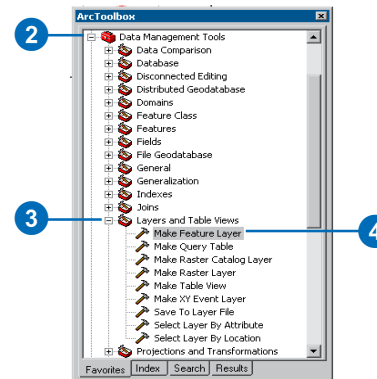 ArcToolbox
2
Data Management Tools
Data Comparison
Database
Disconnected Editing
Distributed Geodatabase
Domains
Feature Class
Features
Fields
File Geodatabase
General
Generalization
Indexes
Joins
3
Layers and Table Views
Make Feature Layer
4
Make Query Table
Make Raster Catalog Layer
Make Raster Layer
Make Table View
Make XY Event Layer
Save To Layer File
Select Layer By Attribute
Select Layer By Location
Projections and Transformations
Favorites Index Search Results